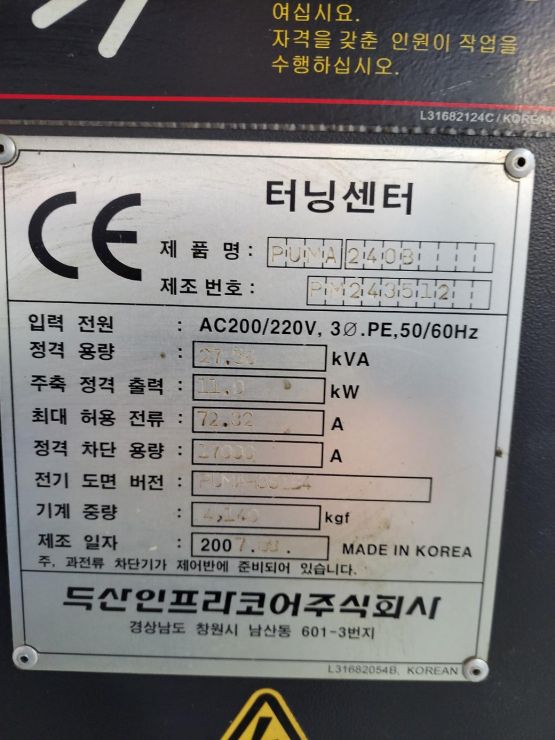 여십시요.
자격을 갖춘 인원이 작업을
수행하십시오.
L31682124C / KOREAN
CE
터닝센터
제 품 명 : PUMA 240B
제조번호 : PM243512
입력 전원 : AC200/220V, 3Ø.PE,50/60Hz
정격 용량 : kVA
주축 정격 출력 : 11.0 kW
최대 허용 전류 : A
정격 차단 용량 : A
전기 도면 버전 :
기계 중량 : kgf
제조 일자 : 2007. . MADE IN KOREA
주, 과전류 차단기가 제어반에 준비되어 있습니다.
득산인프라코어주식회사
경상남도 창원시 남산동 601-3번지
L31682054B, KOREAN